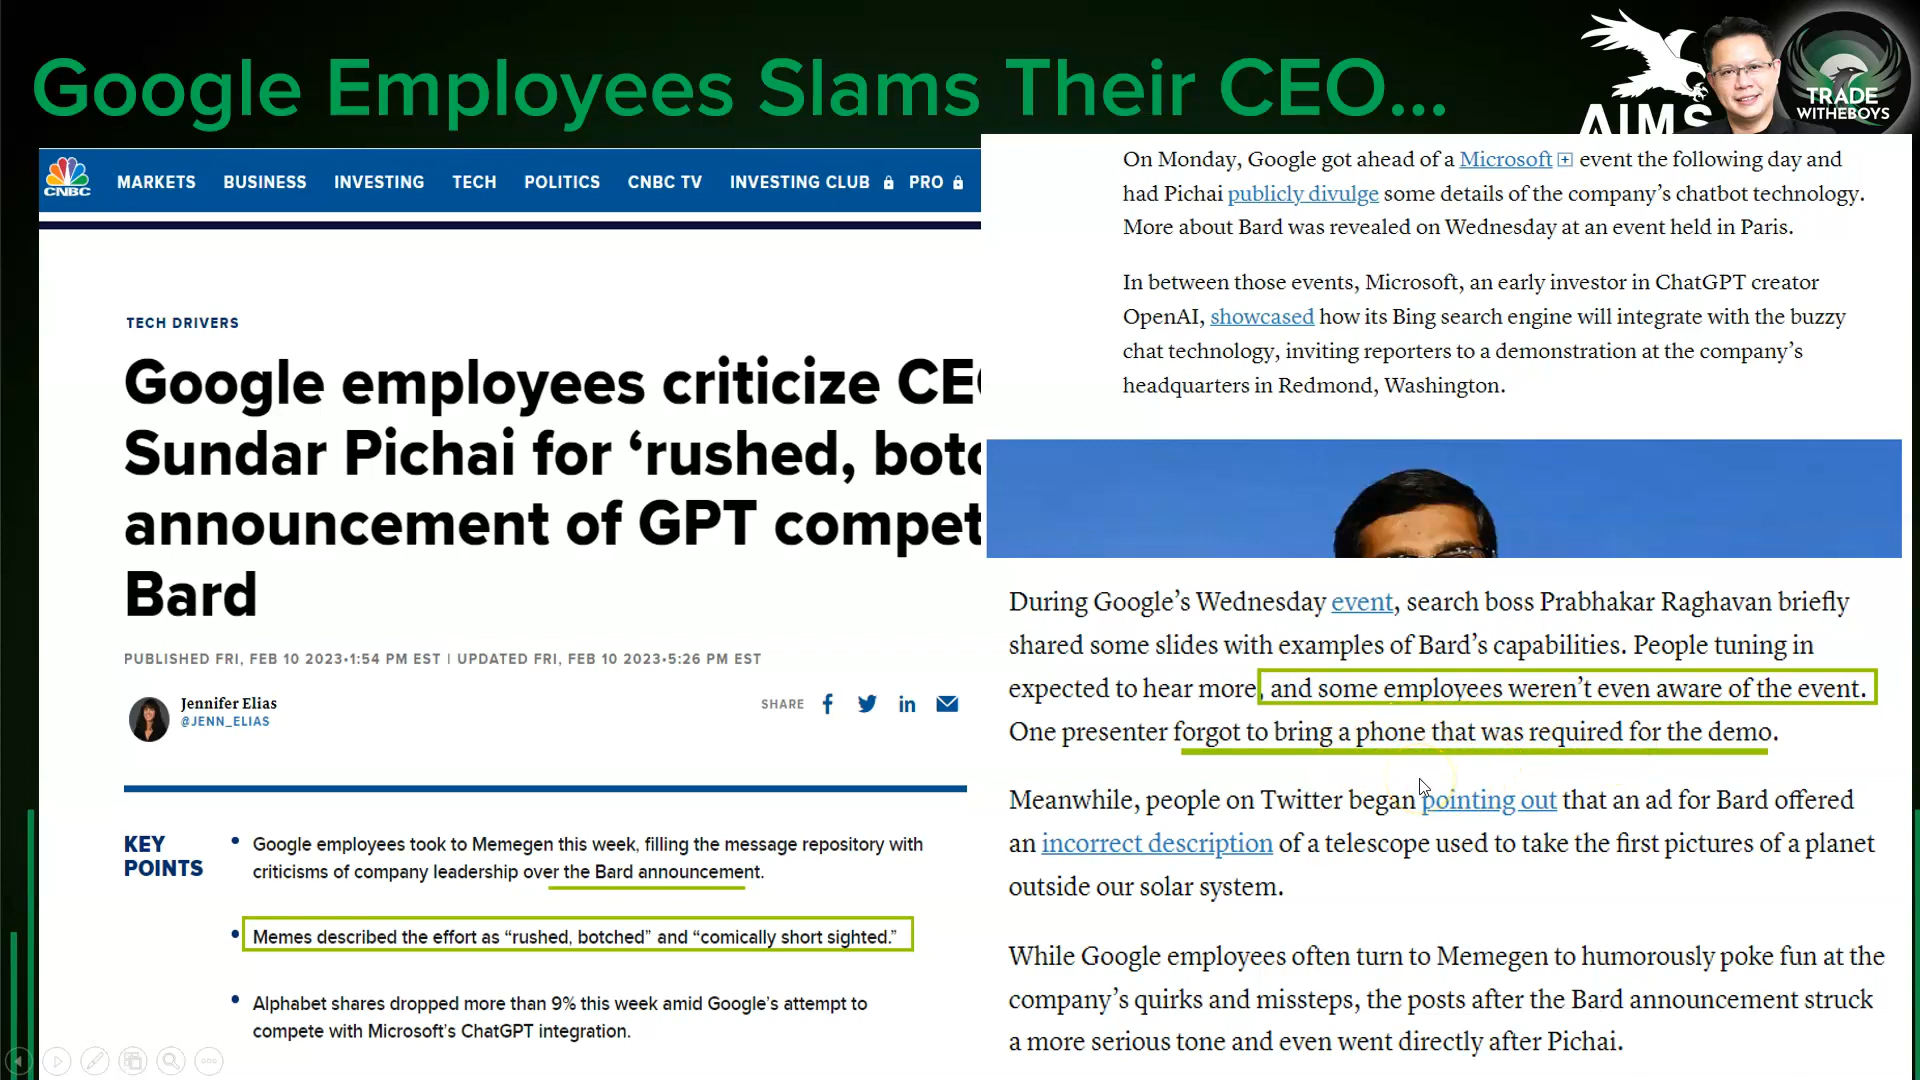 Google Employees Slams Their CEO...
AIMS
TRADE
WITHEBOYS
CNBC
MARKETS BUSINESS INVESTING TECH POLITICS CNBC TV INVESTING CLUB PRO
TECH DRIVERS
Google employees criticize CE
Sundar Pichai for ‘rushed, botc
announcement of GPT compet
Bard
PUBLISHED FRI, FEB 10 2023•1:54 PM EST | UPDATED FRI, FEB 10 2023•5:26 PM EST
Jennifer Elias
@JENN_ELIAS
SHARE
KEY
POINTS
• Google employees took to Memegen this week, filling the message repository with
criticisms of company leadership over the Bard announcement.
• Memes described the effort as “rushed, botched” and “comically short sighted.”
• Alphabet shares dropped more than 9% this week amid Google’s attempt to
compete with Microsoft’s ChatGPT integration.
On Monday, Google got ahead of a Microsoft event the following day and
had Pichai publicly divulge some details of the company’s chatbot technology.
More about Bard was revealed on Wednesday at an event held in Paris.
In between those events, Microsoft, an early investor in ChatGPT creator
OpenAI, showcased how its Bing search engine will integrate with the buzzy
chat technology, inviting reporters to a demonstration at the company’s
headquarters in Redmond, Washington.
During Google’s Wednesday event, search boss Prabhakar Raghavan briefly
shared some slides with examples of Bard’s capabilities. People tuning in
expected to hear more, and some employees weren’t even aware of the event.
One presenter forgot to bring a phone that was required for the demo.
Meanwhile, people on Twitter began pointing out that an ad for Bard offered
an incorrect description of a telescope used to take the first pictures of a planet
outside our solar system.
While Google employees often turn to Memegen to humorously poke fun at the
company’s quirks and missteps, the posts after the Bard announcement struck
a more serious tone and even went directly after Pichai.